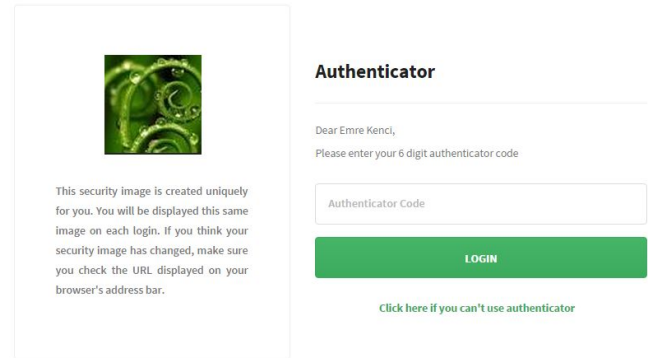 This security image is created uniquely
for you. You will be displayed this same
image on each login. If you think your
security image has changed, make sure
you check the URL displayed on your
browser's address bar.
Authenticator
Dear Emre Kenci,
Please enter your 6 digit authenticator code
Authenticator Code
LOGIN
Click here if you can't use authenticator